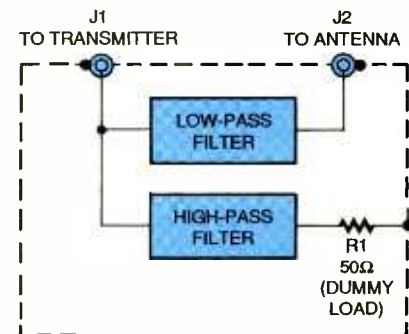 J1
TO TRANSMITTER
J2
TO ANTENNA
LOW-PASS
FILTER
HIGH-PASS
FILTER
R1
50Ω
(DUMMY
LOAD)